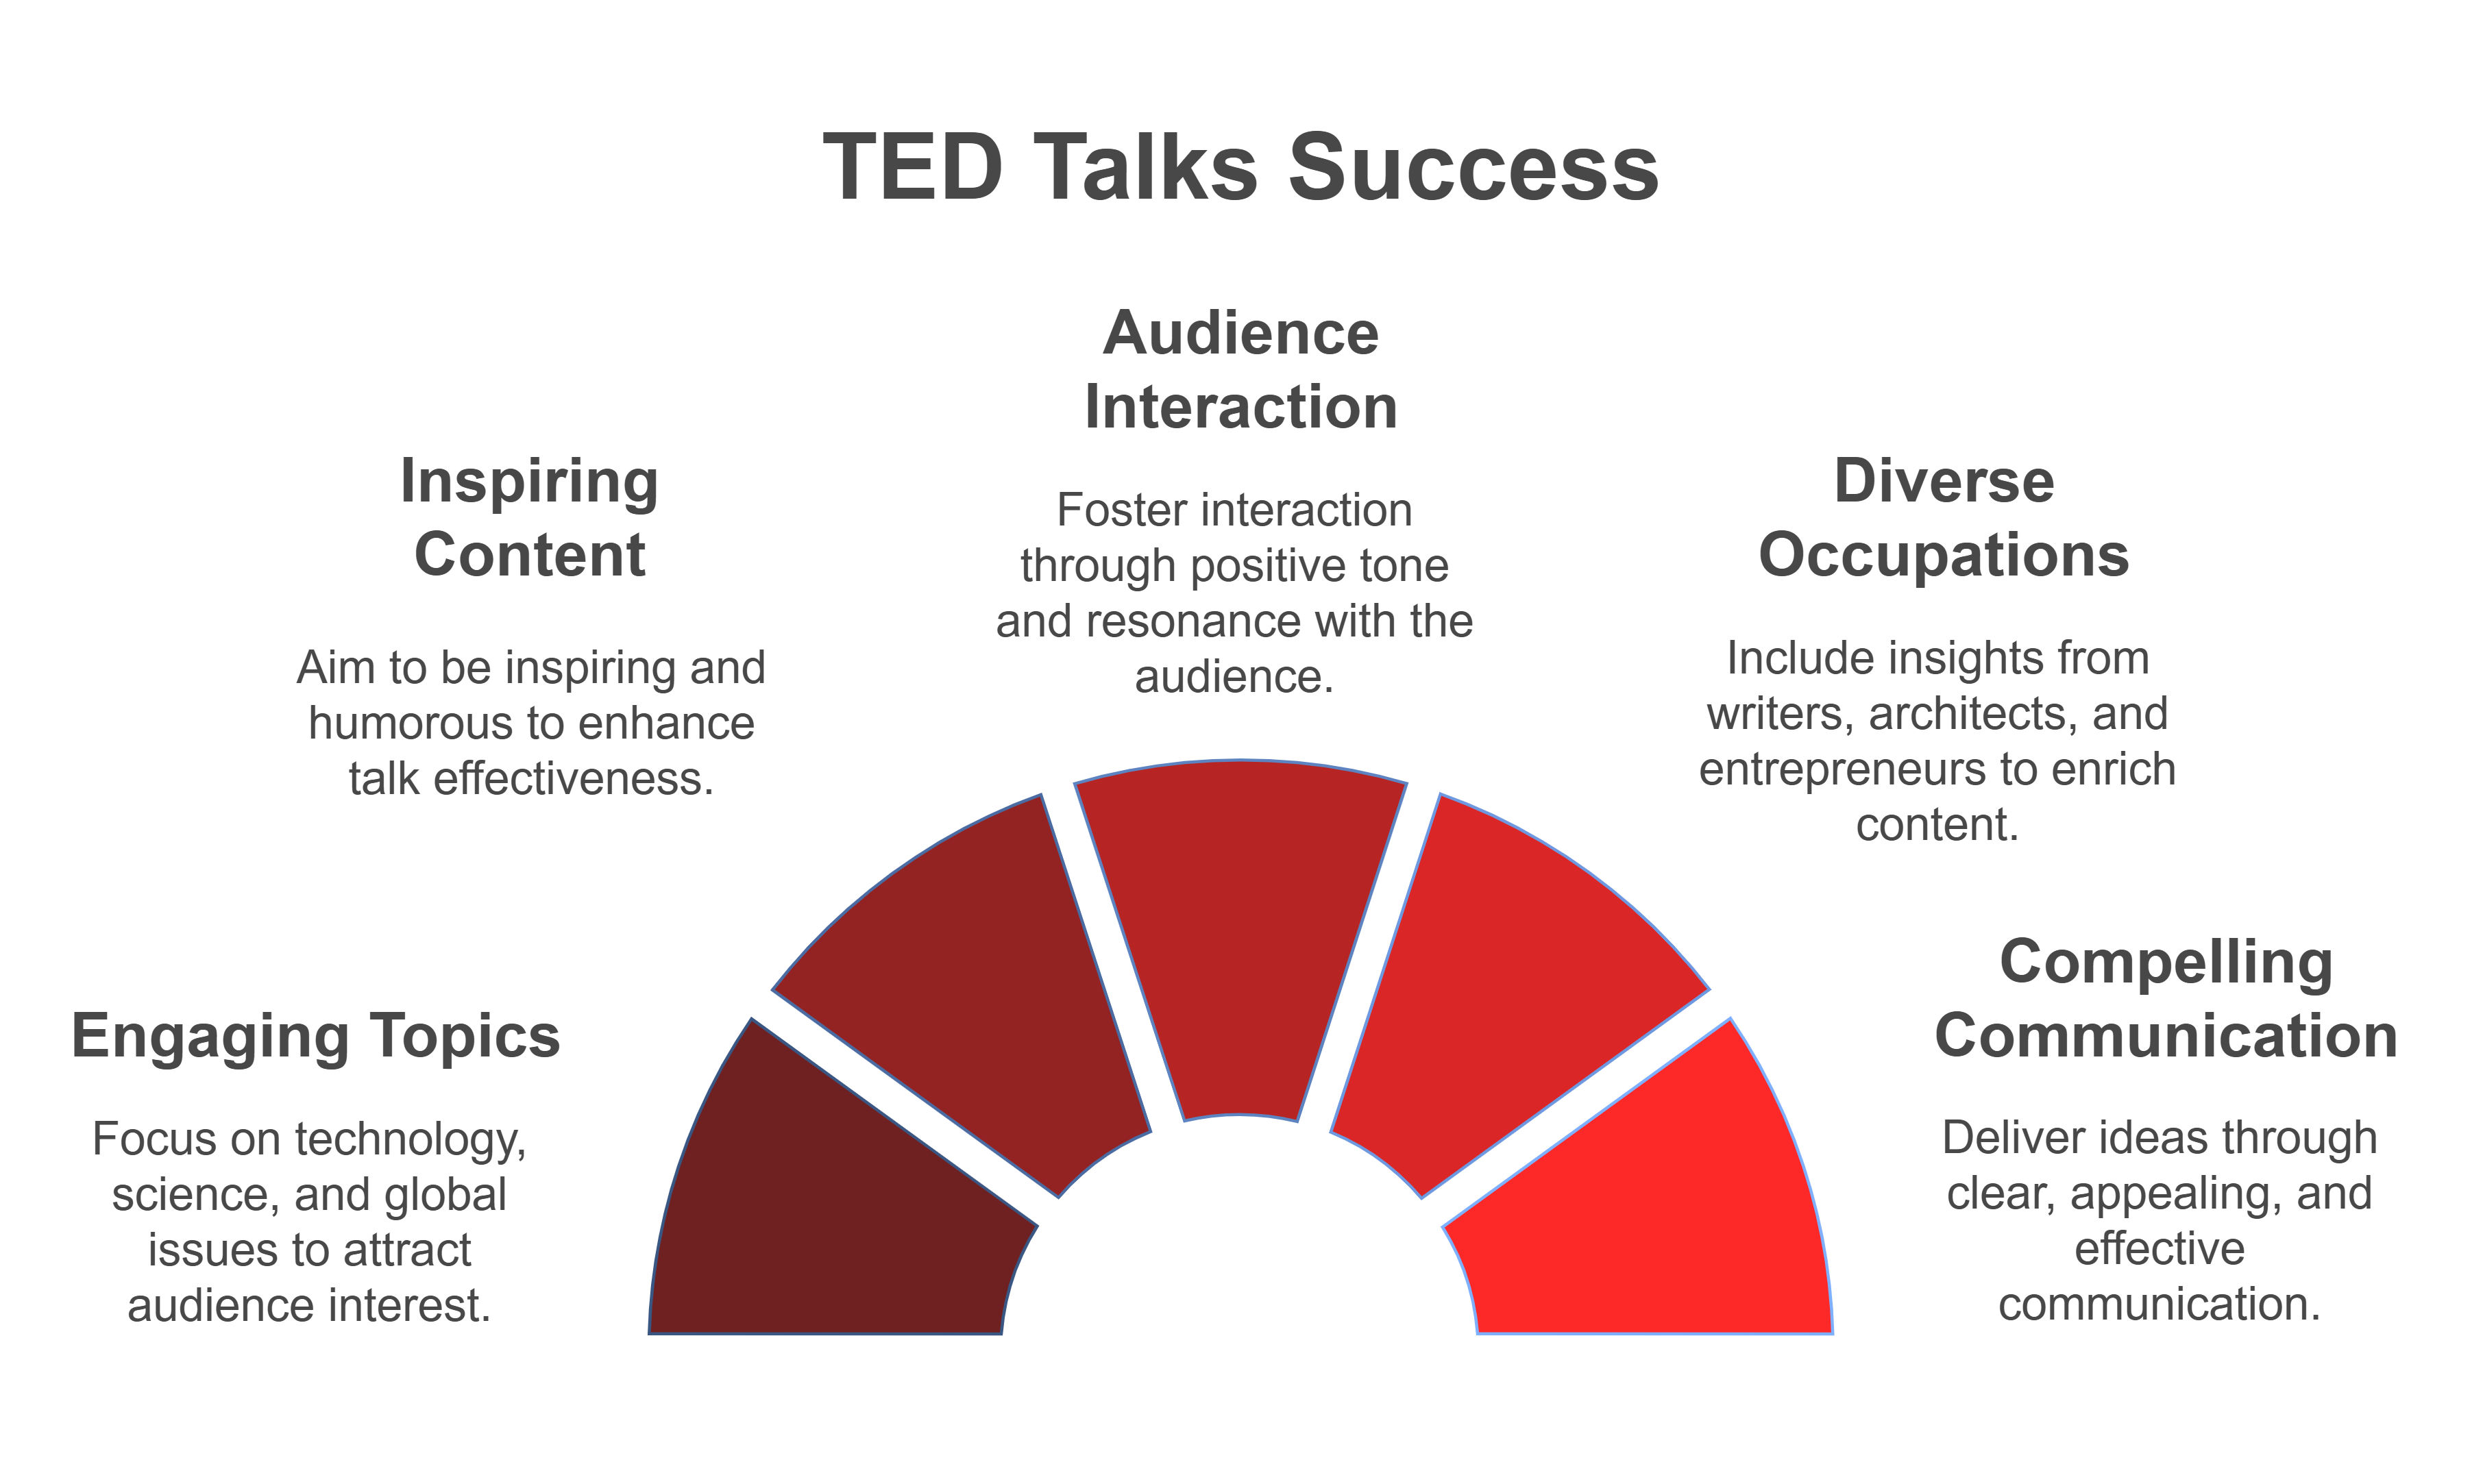 TED Talks Success
Engaging Topics
Focus on technology,
science, and global
issues to attract
audience interest.
Inspiring
Content
Aim to be inspiring and
humorous to enhance
talk effectiveness.
Audience
Interaction
Foster interaction
through positive tone
and resonance with the
audience.
Diverse
Occupations
Include insights from
writers, architects, and
entrepreneurs to enrich
content.
Compelling
Communication
Deliver ideas through
clear, appealing, and
effective
communication.